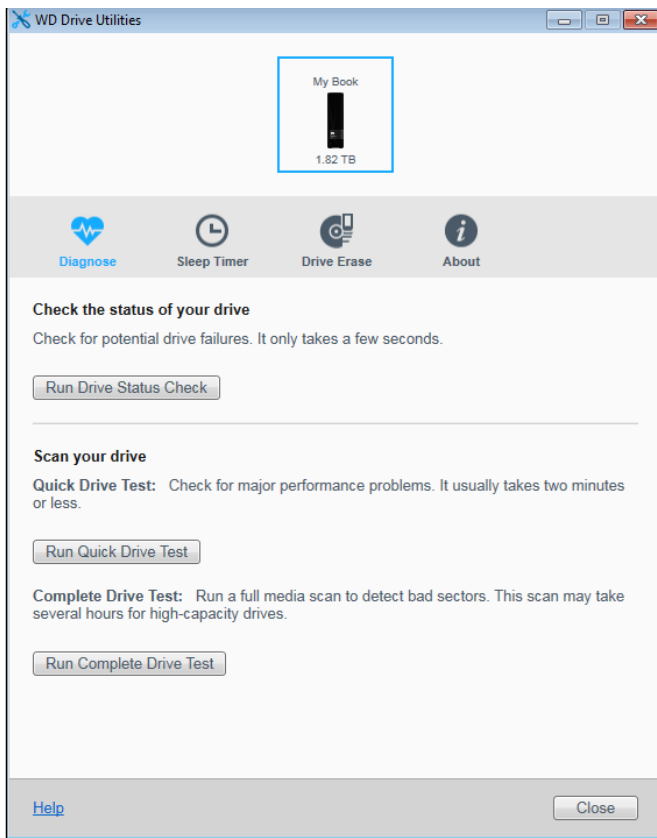 WD Drive Utilities
My Book
1.82 TB
Diagnose
Sleep Timer
Drive Erase
About
Check the status of your drive
Check for potential drive failures. It only takes a few seconds.
Run Drive Status Check
Scan your drive
Quick Drive Test: Check for major performance problems. It usually takes two minutes
or less.
Run Quick Drive Test
Complete Drive Test: Run a full media scan to detect bad sectors. This scan may take
several hours for high-capacity drives.
Run Complete Drive Test
Help
Close